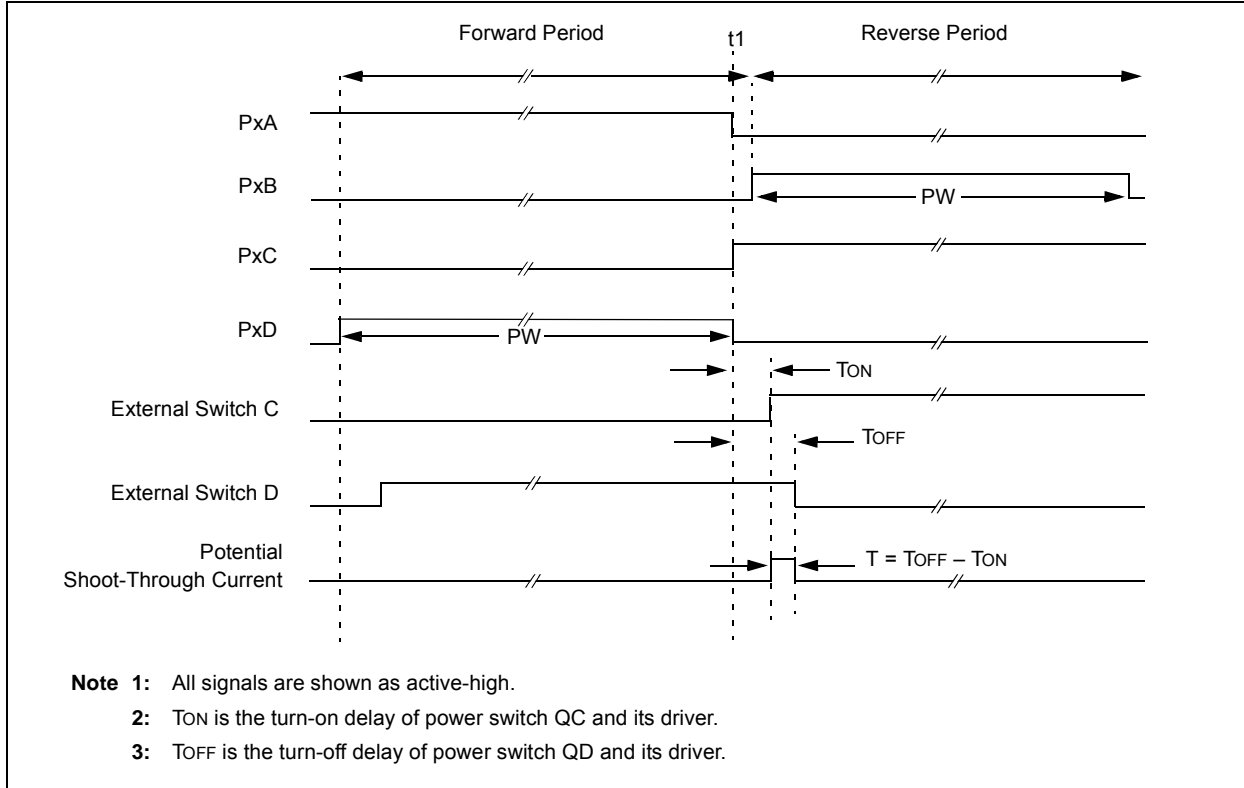 Forward Period
t1
Reverse Period
PxA
PxB
PW
PxC
PxD
PW
TON
External Switch C
TOFF
External Switch D
Potential
Shoot-Through Current
T = TOFF – TON
Note 1: All signals are shown as active-high.
2: TON is the turn-on delay of power switch QC and its driver.
3: TOFF is the turn-off delay of power switch QD and its driver.